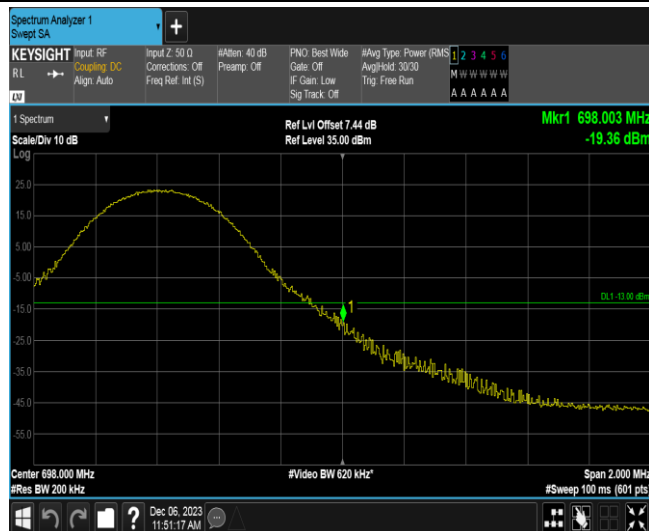 Spectrum Analyzer 1
Swept SA
+
KEYSIGHT
RL
Input: RF
Coupling: DC
Align: Auto
Input Z: 50 Ω
Corrections: Off
Freq Ref: Int (S)
#Atten: 40 dB
Preamp: Off
PNO: Best Wide
Gate: Off
IF Gain: Low
Sig Track: Off
#Avg Type: Power (RMS
Avg|Hold: 30/30
Trig: Free Run
1 2 3 4 5 6
M W W W W W
A A A A A A
LXI
1 Spectrum
Scale/Div 10 dB
Log
Ref Lvl Offset 7.44 dB
Ref Level 35.00 dBm
Mkr1 698.003 MHz
-19.36 dBm
25.0
15.0
5.00
-5.00
-15.0
-25.0
-35.0
-45.0
-55.0
DL1 -13.00 dBm
1
Center 698.000 MHz
#Res BW 200 kHz
#Video BW 620 kHz*
Span 2.000 MHz
#Sweep 100 ms (601 pts)
?
Dec 06, 2023
11:51:17 AM